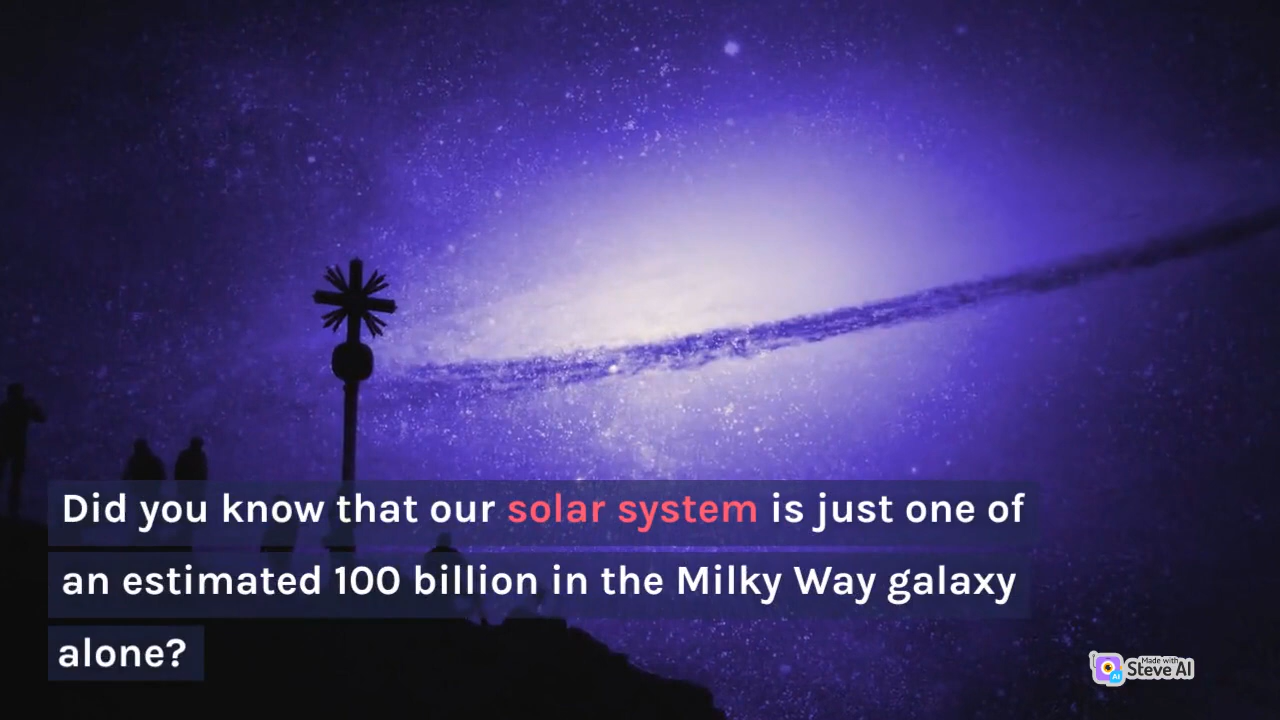 Did you know that our solar system is just one of
an estimated 100 billion in the Milky Way galaxy
alone?
Made with
Steve AI
AI